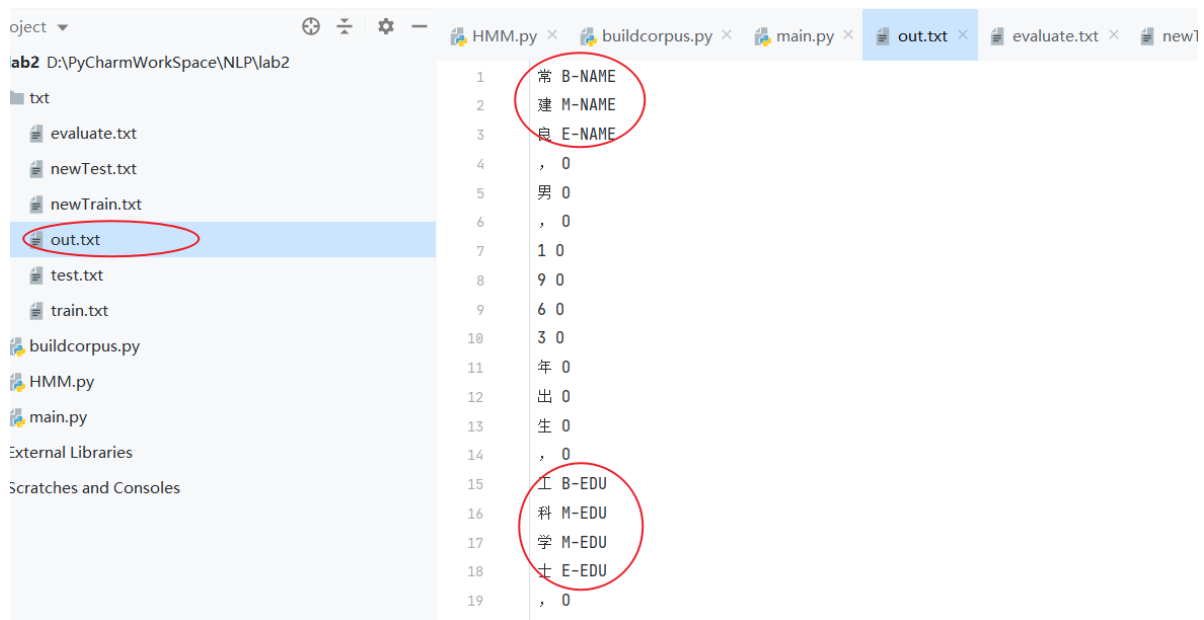 oject
HMM.py
buildcorpus.py
main.py
out.txt
evaluate.txt
newT
lab2 D:\PyCharmWorkSpace\NLP\lab2
txt
evaluate.txt
newTest.txt
newTrain.txt
out.txt
test.txt
train.txt
buildcorpus.py
HMM.py
main.py
External Libraries
Scratches and Consoles
1 常 B-NAME
2 建 M-NAME
3 良 E-NAME
4 , O
5 男 O
6 , O
7 1 O
8 9 O
9 6 O
10 3 O
11 年 O
12 出 O
13 生 O
14 , O
15 工 B-EDU
16 科 M-EDU
17 学 M-EDU
18 士 E-EDU
19 , O